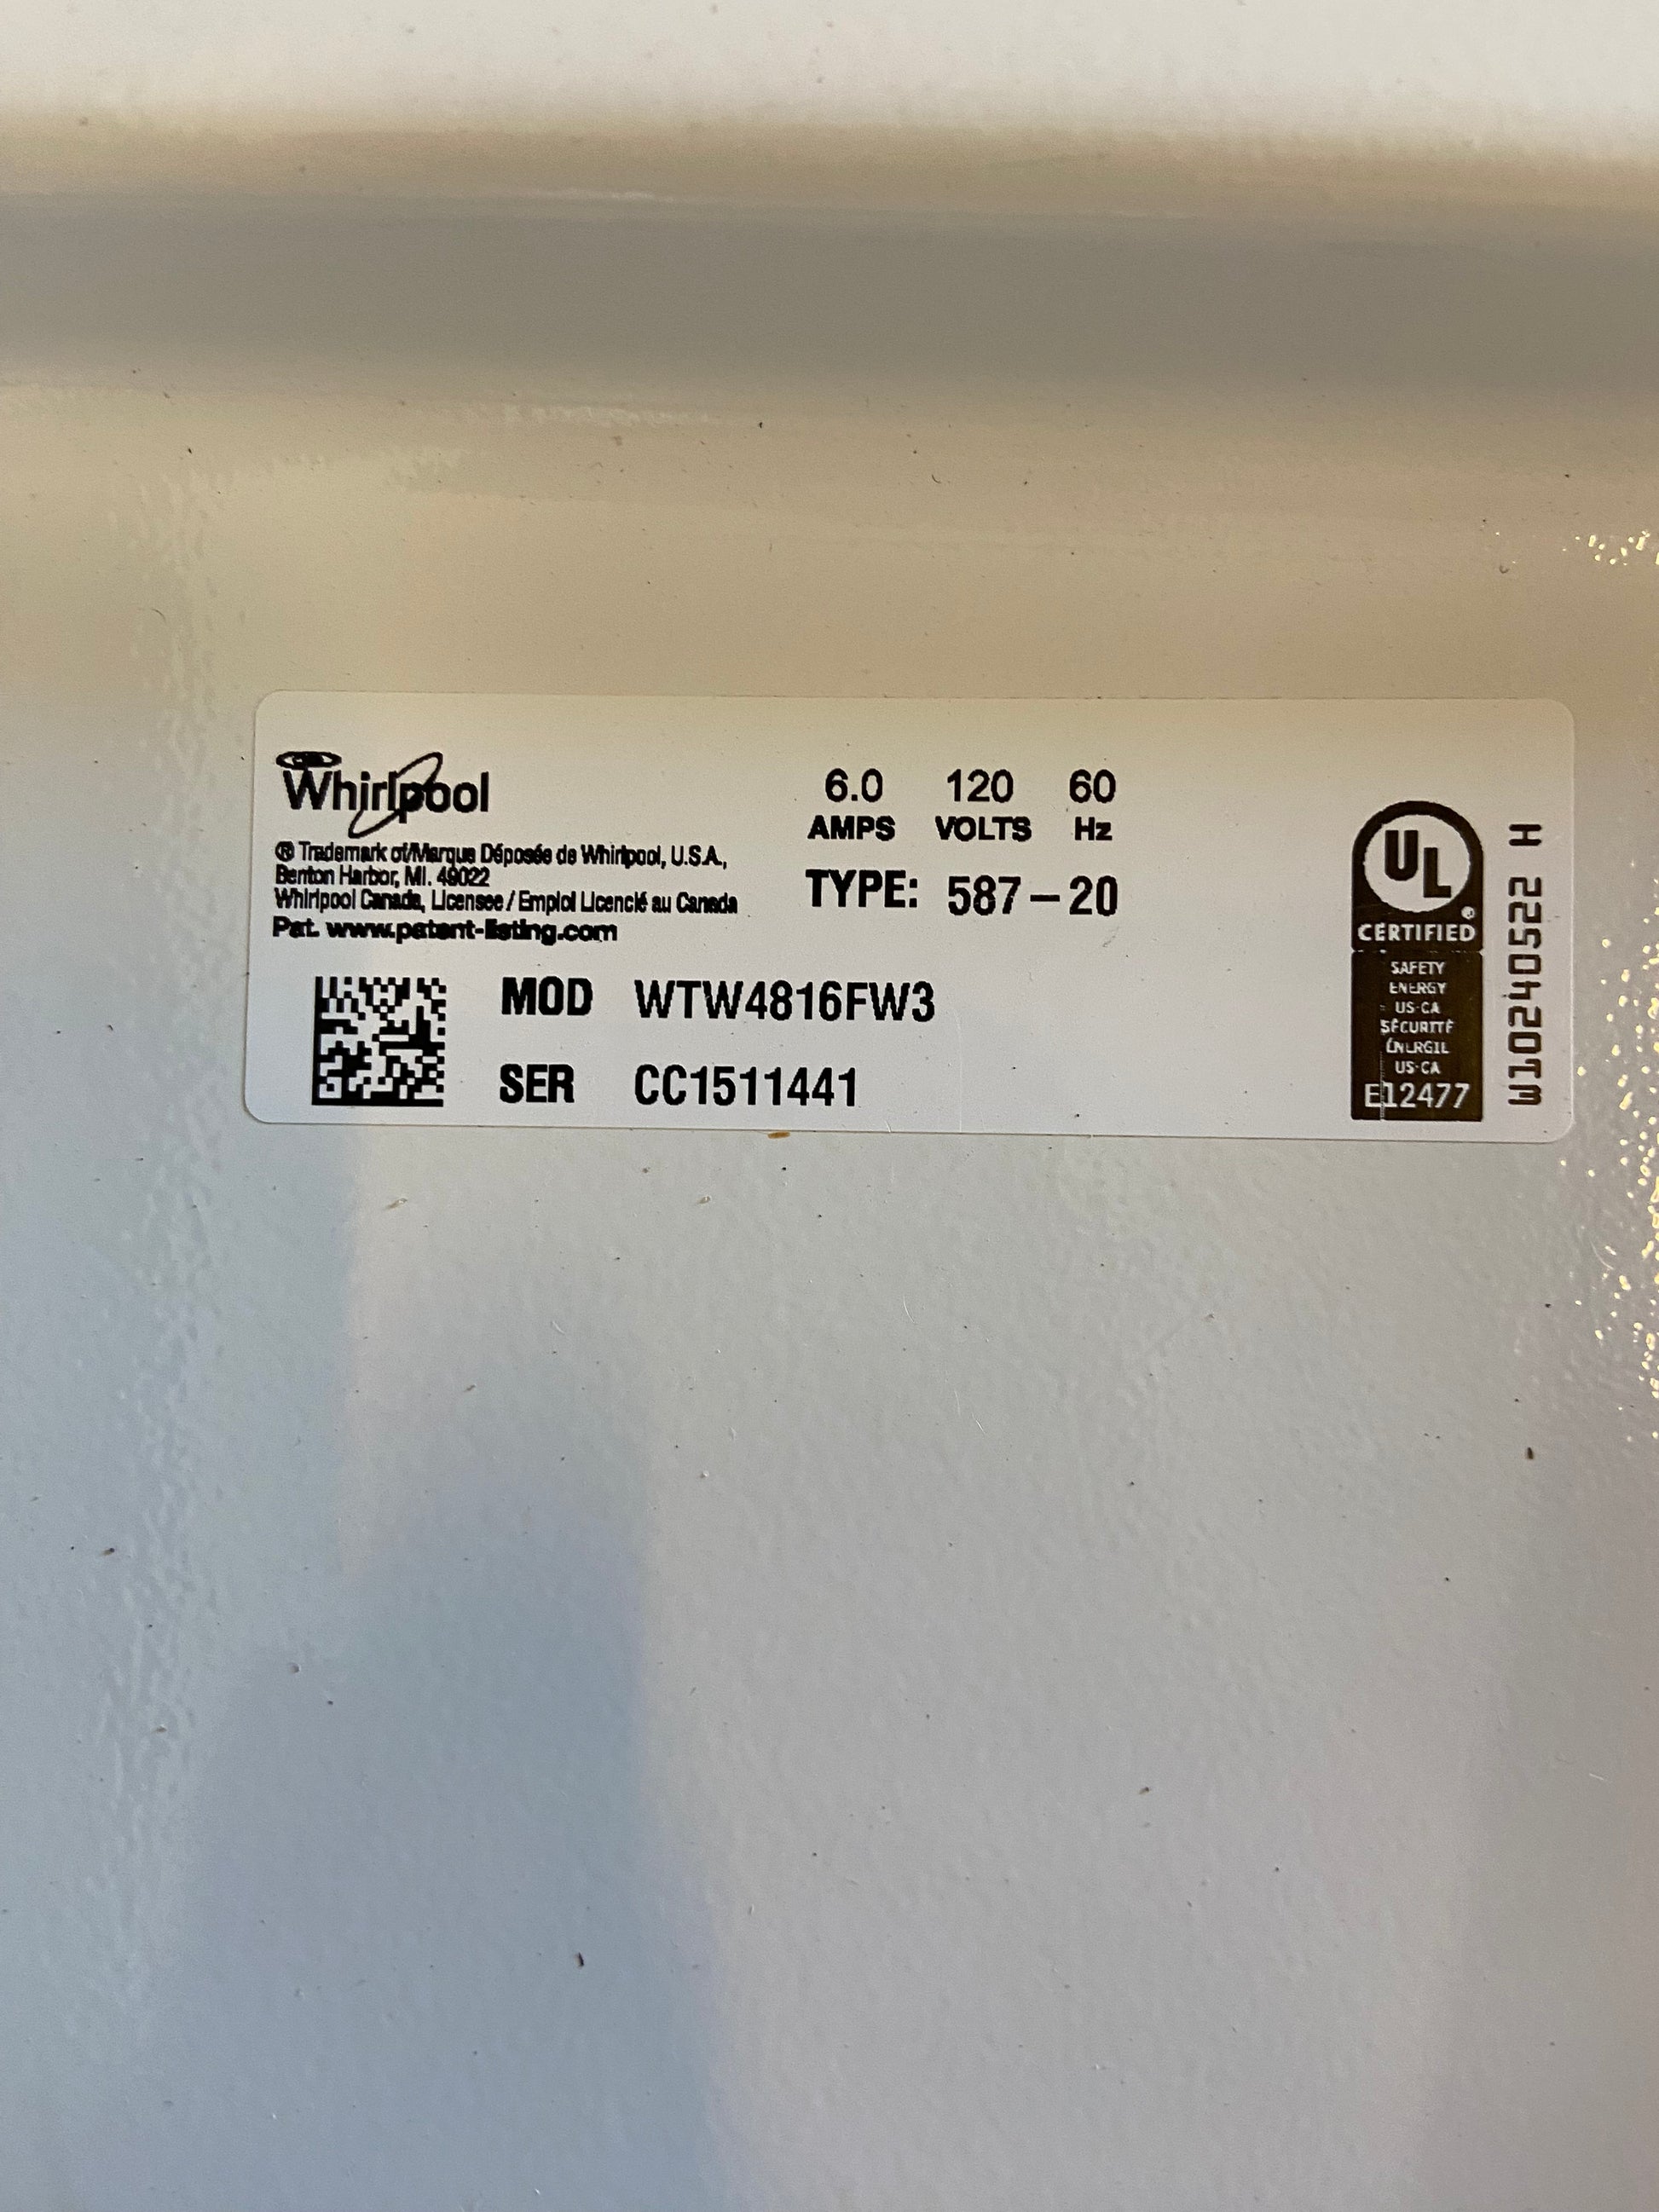 Whirlpool
® Trademark of/Marque Déposée de Whirlpool, U.S.A.,
Benton Harbor, MI. 49022
Whirlpool Canada, Licensee / Emploi Licencié au Canada
Pat. www.patent-listing.com
6.0 120 60
AMPS VOLTS Hz
TYPE: 587-20
MOD WTW4816FW3
SER CC1511441
UL
®
CERTIFIED
SAFETY
ENERGY
US-CA
SÉCURITÉ
ÉNERGIE
US-CA
E12477
W10240522 H